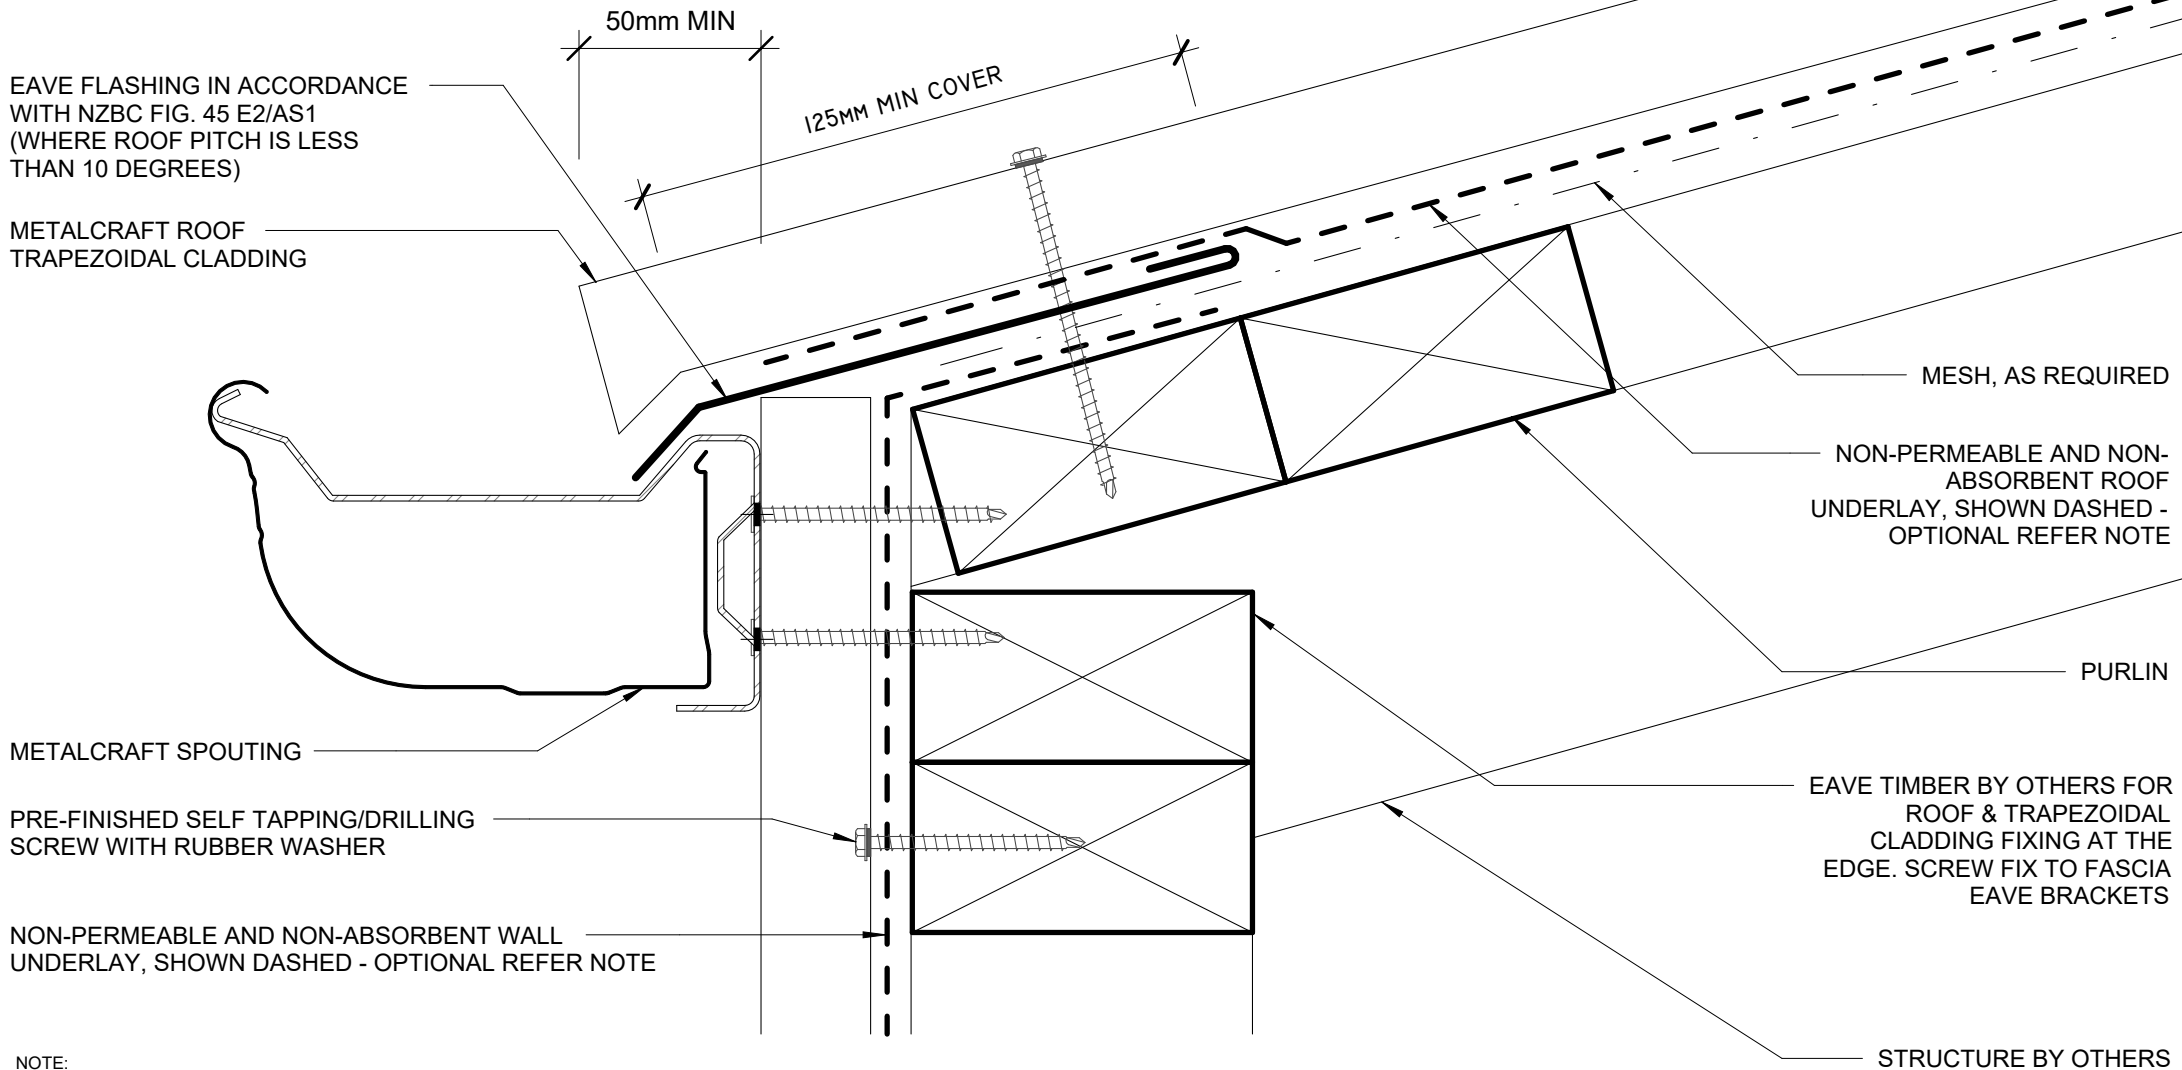 50mm MIN
125MM MIN COVER
EAVE FLASHING IN ACCORDANCE
WITH NZBC FIG. 45 E2/AS1
(WHERE ROOF PITCH IS LESS
THAN 10 DEGREES)
METALCRAFT ROOF
TRAPEZOIDAL CLADDING
MESH, AS REQUIRED
NON-PERMEABLE AND NON-
ABSORBENT ROOF
UNDERLAY, SHOWN DASHED -
OPTIONAL REFER NOTE
PURLIN
METALCRAFT SPOUTING
EAVE TIMBER BY OTHERS FOR
ROOF & TRAPEZOIDAL
CLADDING FIXING AT THE
EDGE. SCREW FIX TO FASCIA
EAVE BRACKETS
PRE-FINISHED SELF TAPPING/DRILLING
SCREW WITH RUBBER WASHER
NON-PERMEABLE AND NON-ABSORBENT WALL
UNDERLAY, SHOWN DASHED - OPTIONAL REFER NOTE
STRUCTURE BY OTHERS
NOTE: